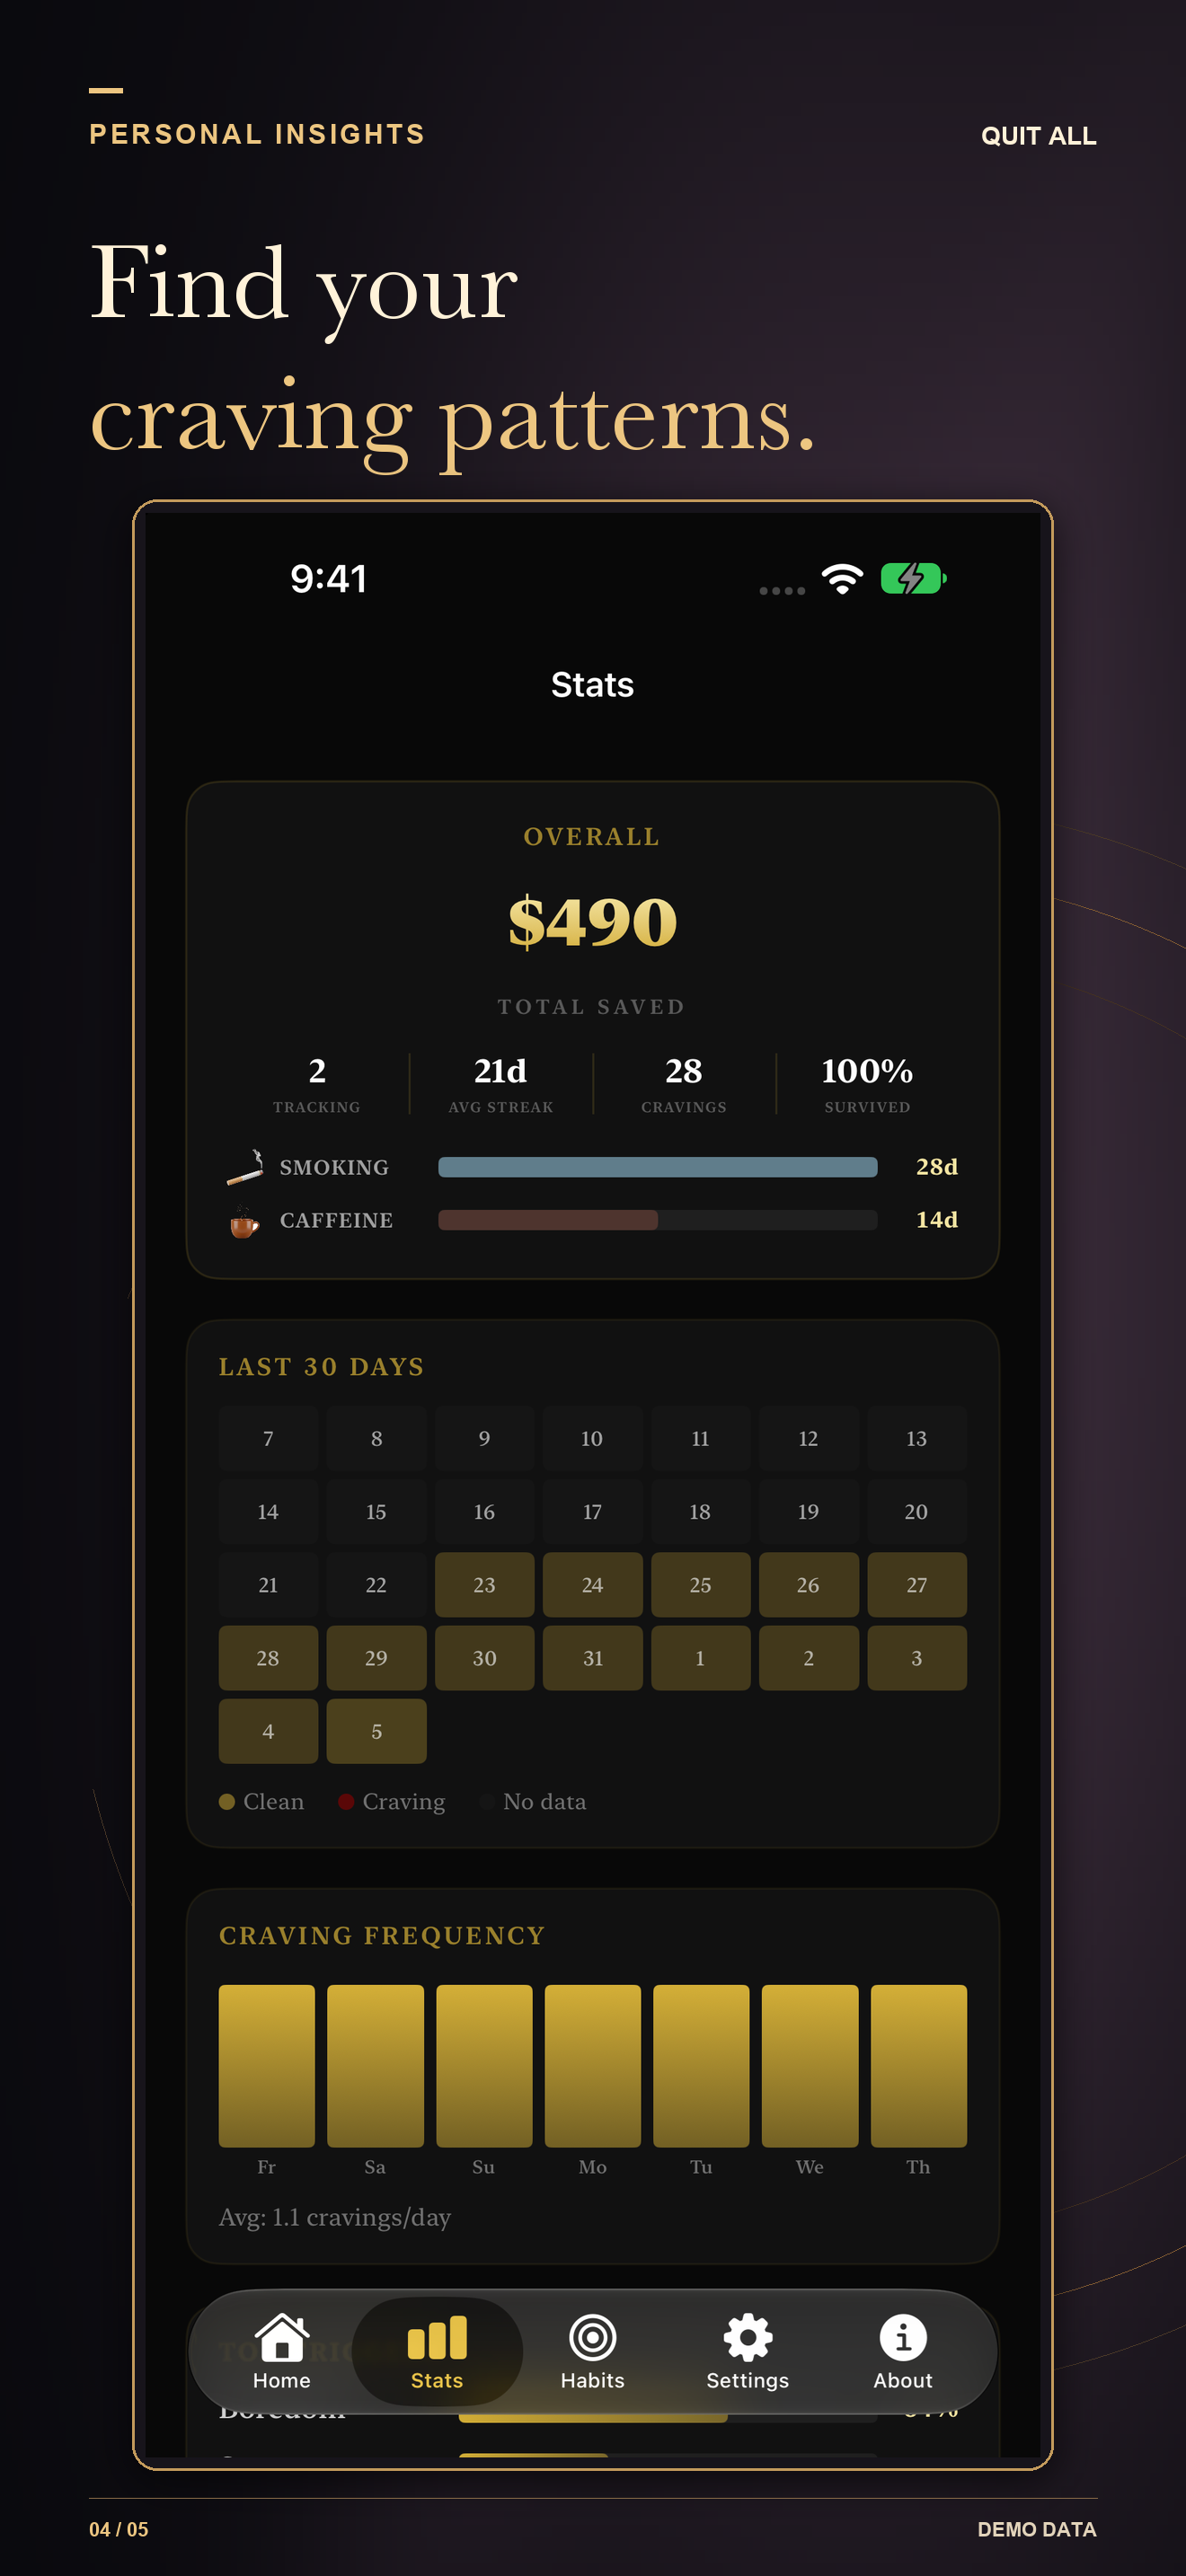 PERSONAL INSIGHTS
QUIT ALL
Find your
craving patterns.
9:41
Stats
OVERALL
$490
TOTAL SAVED
2 21d 28 100%
TRACKING AVG STREAK CRAVINGS SURVIVED
SMOKING 28d
CAFFEINE 14d
LAST 30 DAYS
7 8 9 10 11 12 13
14 15 16 17 18 19 20
21 22 23 24 25 26 27
28 29 30 31 1 2 3
4 5
Clean Craving No data
CRAVING FREQUENCY
Fr Sa Su Mo Tu We Th
Avg: 1.1 cravings/day
Home Stats Habits Settings About
Boredom
04 / 05
DEMO DATA